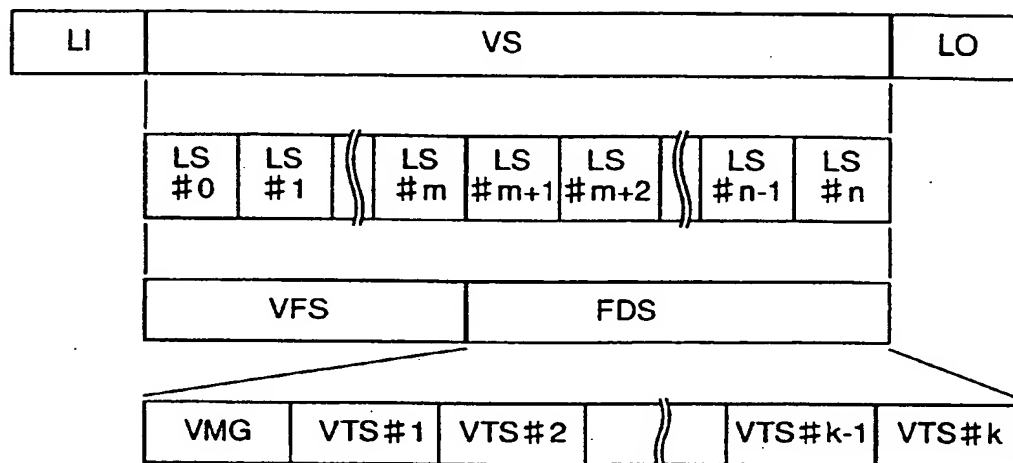 LI VS LO
LS #0 LS #1 LS #m LS #m+1 LS #m+2 LS #n-1 LS #n
VFS FDS
VMG VTS#1 VTS#2 VTS#k-1 VTS#k